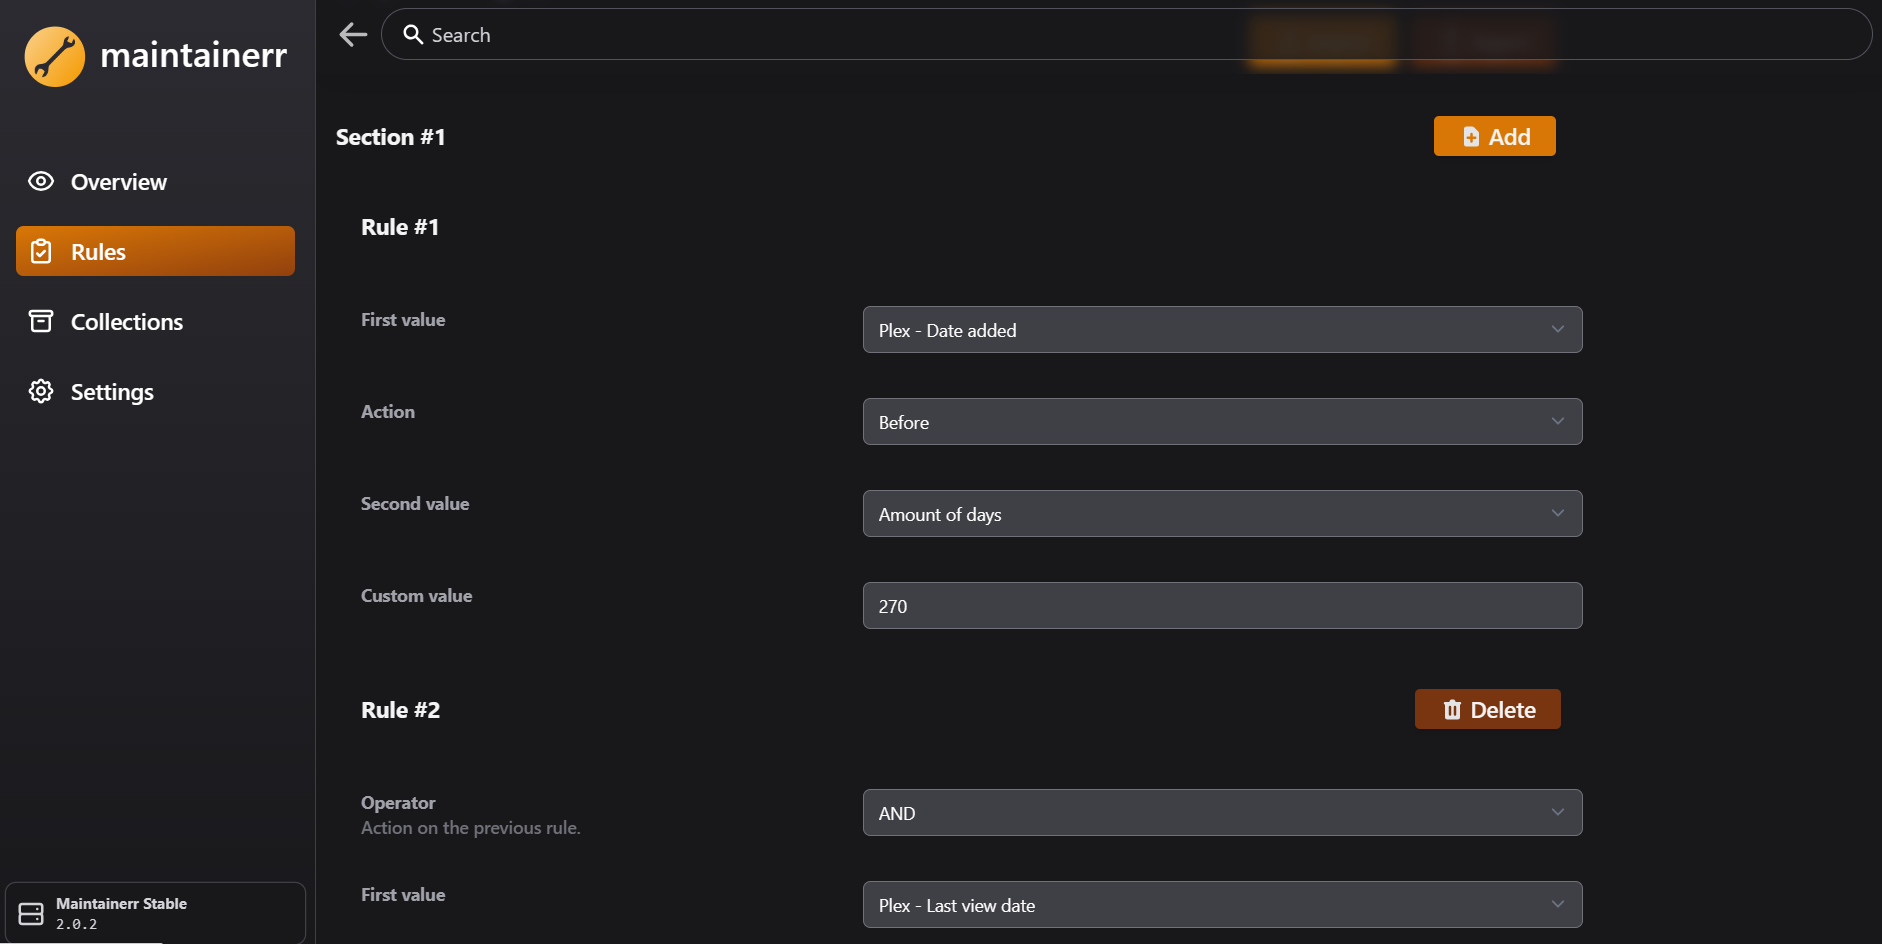 maintainerr
Search
Overview
Rules
Collections
Settings
Section #1
Add
Rule #1
First value
Plex - Date added
Action
Before
Second value
Amount of days
Custom value
270
Rule #2
Delete
Operator
Action on the previous rule.
AND
First value
Plex - Last view date
Maintainerr Stable
2.0.2